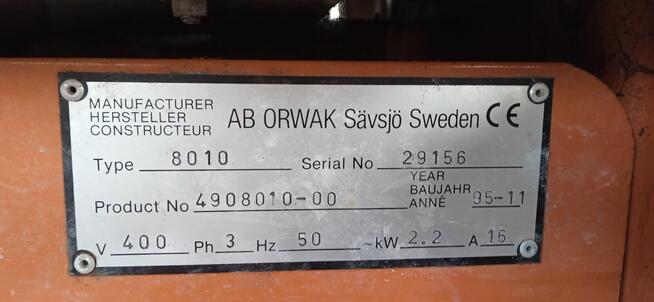 MANUFACTURER
HERSTELLER
CONSTRUCTEUR
AB ORWAK Sävsjö Sweden CE
Type 8010 Serial No 29156
Product No 4908010-00
YEAR
BAUJAHR
ANNÉ 95-11
V 400 Ph 3 Hz 50 ~kW 2.2 A 16